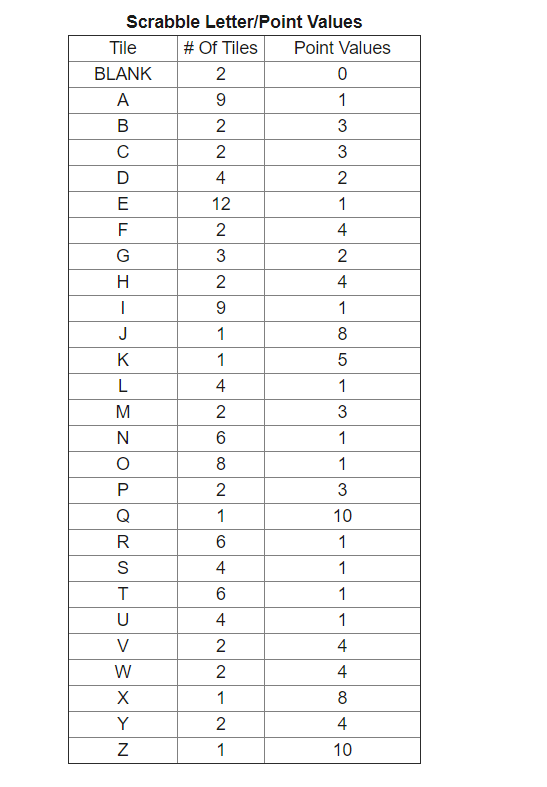 Scrabble Letter/Point Values
Tile # Of Tiles Point Values
BLANK 2 0
A 9 1
B 2 3
C 2 3
D 4 2
E 12 1
F 2 4
G 3 2
H 2 4
I 9 1
J 1 8
K 1 5
L 4 1
M 2 3
N 6 1
O 8 1
P 2 3
Q 1 10
R 6 1
S 4 1
T 6 1
U 4 1
V 2 4
W 2 4
X 1 8
Y 2 4
Z 1 10